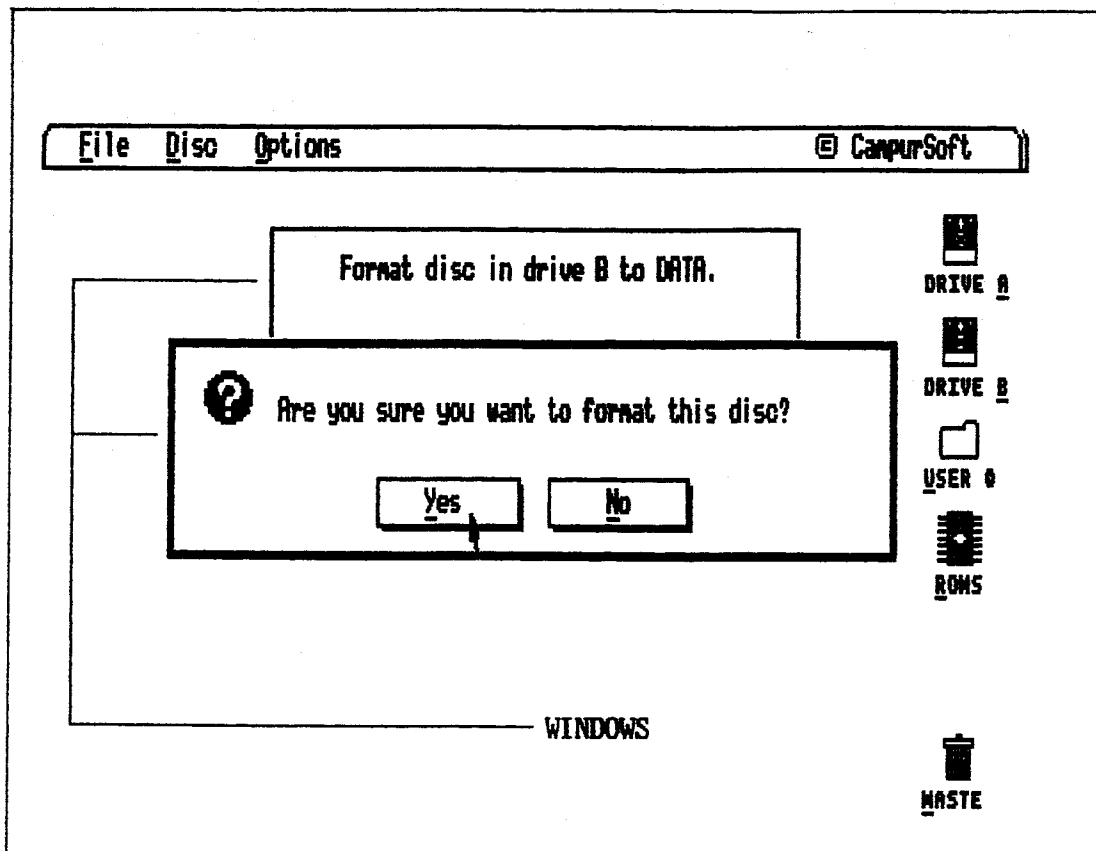 File Disc Options © CampurSoft
Format disc in drive B to DATA.
DRIVE A
Are you sure you want to format this disc?
DRIVE B
Yes No
USER 0
ROMS
WINDOWS
WASTE